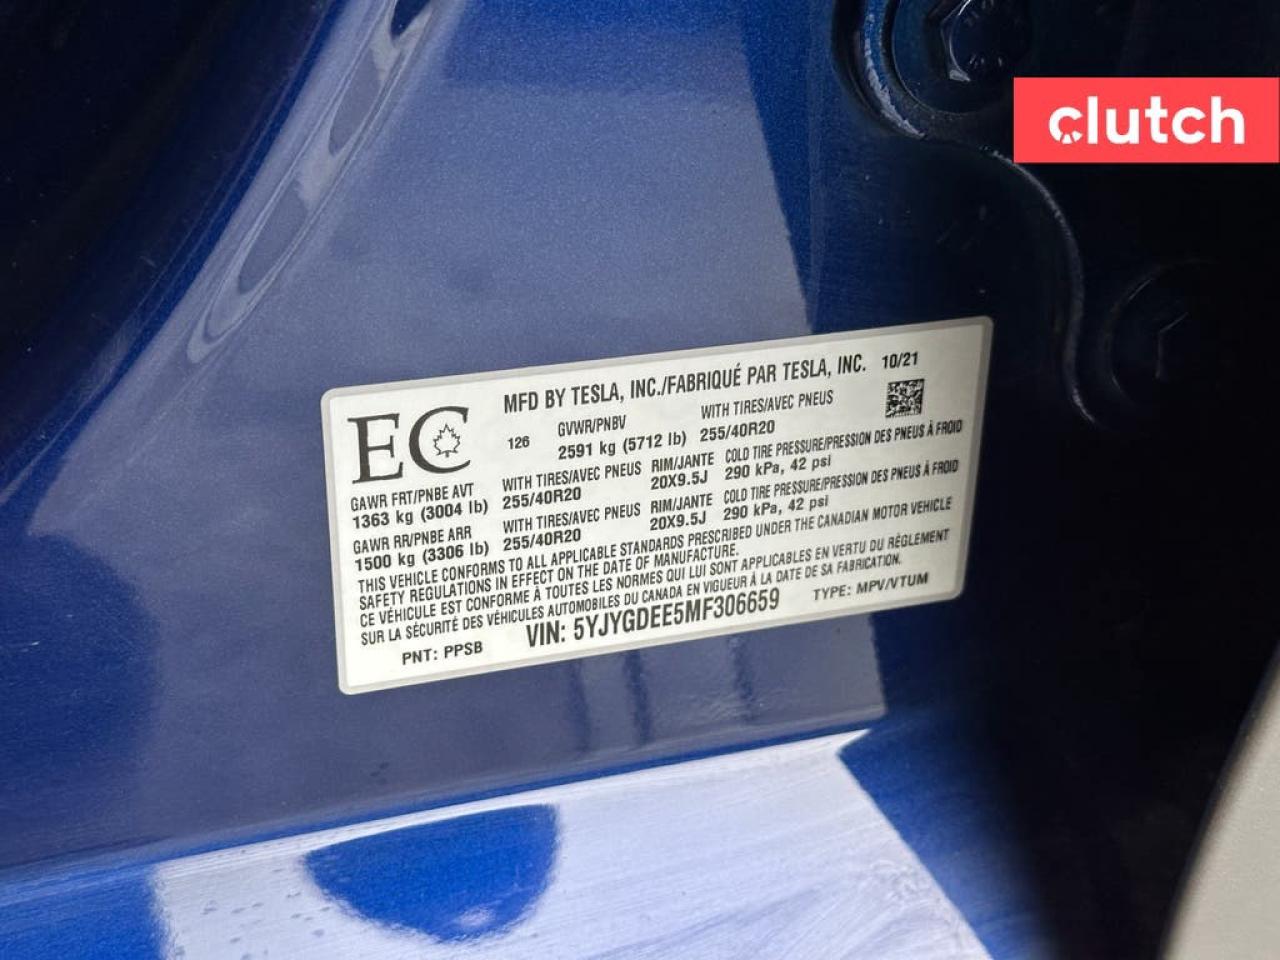 clutch
MFD BY TESLA, INC./FABRIQUÉ PAR TESLA, INC. 10/21
EC
126
GVWR/PNBV
2591 kg (5712 lb)
WITH TIRES/AVEC PNEUS
255/40R20
GAWR FRT/PNBE AVT
1363 kg (3004 lb)
WITH TIRES/AVEC PNEUS
255/40R20
RIM/JANTE
20X9.5J
COLD TIRE PRESSURE/PRESSION DES PNEUS À FROID
290 kPa, 42 psi
GAWR RR/PNBE ARR
1500 kg (3306 lb)
WITH TIRES/AVEC PNEUS
255/40R20
RIM/JANTE
20X9.5J
COLD TIRE PRESSURE/PRESSION DES PNEUS À FROID
290 kPa, 42 psi
THIS VEHICLE CONFORMS TO ALL APPLICABLE STANDARDS PRESCRIBED UNDER THE CANADIAN MOTOR VEHICLE
SAFETY REGULATIONS IN EFFECT ON THE DATE OF MANUFACTURE.
CE VÉHICULE EST CONFORME À TOUTES LES NORMES QUI LUI SONT APPLICABLES EN VERTU DU RÈGLEMENT
SUR LA SÉCURITÉ DES VÉHICULES AUTOMOBILES DU CANADA EN VIGUEUR À LA DATE DE SA FABRICATION.
PNT: PPSB
VIN: 5YJYGDEE5MF306659
TYPE: MPV/VTUM